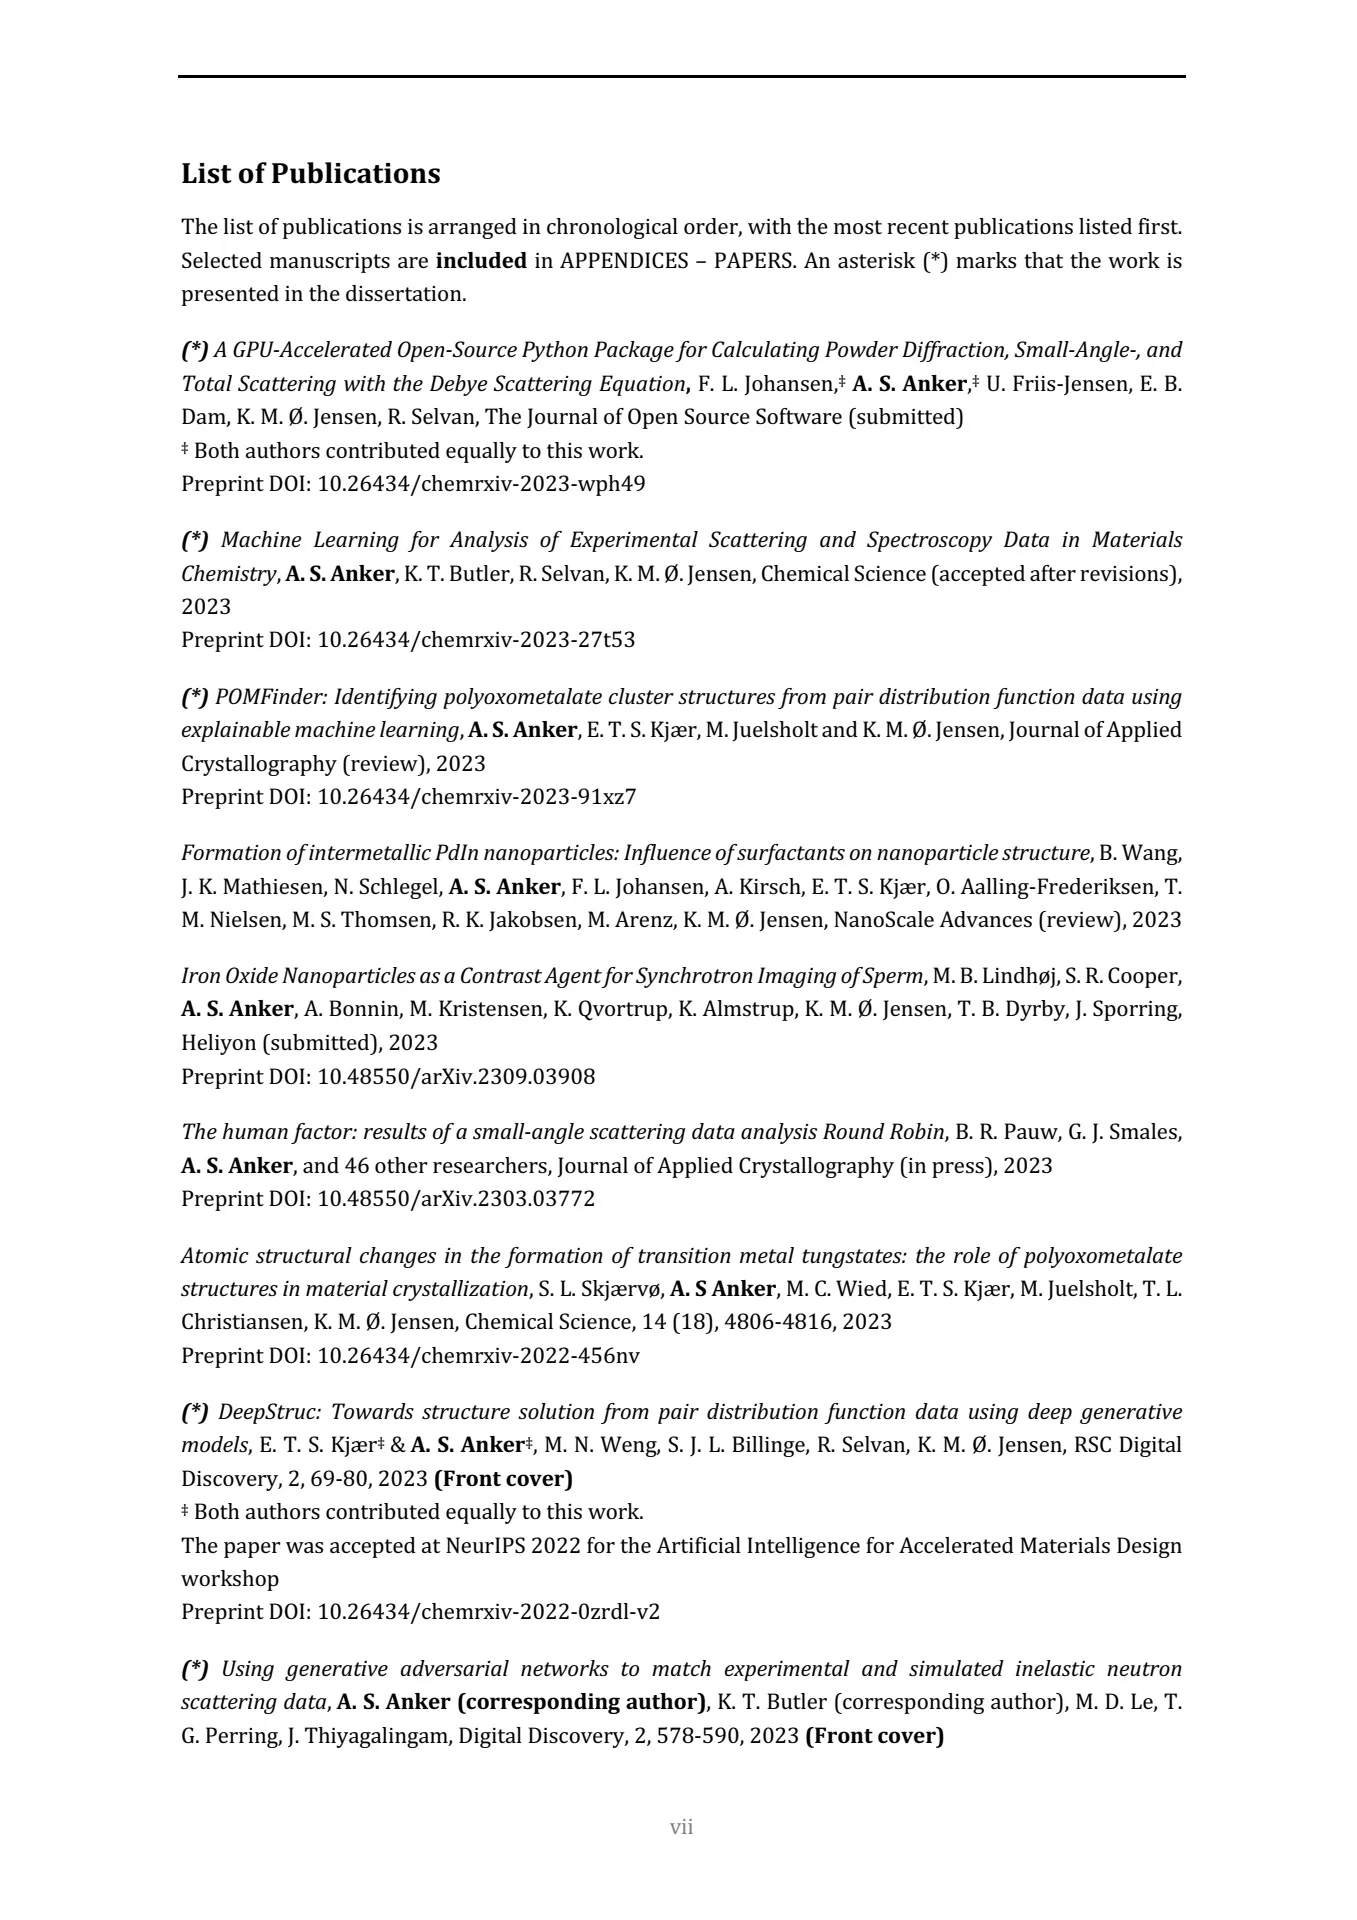 List of Publications
The list of publications is arranged in chronological order, with the most recent publications listed first.
Selected manuscripts are included in APPENDICES – PAPERS. An asterisk (*) marks that the work is
presented in the dissertation.
(*) A GPU-Accelerated Open-Source Python Package for Calculating Powder Diffraction, Small-Angle-, and
Total Scattering with the Debye Scattering Equation, F. L. Johansen,‡ A. S. Anker,‡ U. Friis-Jensen, E. B.
Dam, K. M. Ø. Jensen, R. Selvan, The Journal of Open Source Software (submitted)
‡ Both authors contributed equally to this work.
Preprint DOI: 10.26434/chemrxiv-2023-wph49
(*) Machine Learning for Analysis of Experimental Scattering and Spectroscopy Data in Materials
Chemistry, A. S. Anker, K. T. Butler, R. Selvan, K. M. Ø. Jensen, Chemical Science (accepted after revisions),
2023
Preprint DOI: 10.26434/chemrxiv-2023-27t53
(*) POMFinder: Identifying polyoxometalate cluster structures from pair distribution function data using
explainable machine learning, A. S. Anker, E. T. S. Kjær, M. Juelsholt and K. M. Ø. Jensen, Journal of Applied
Crystallography (review), 2023
Preprint DOI: 10.26434/chemrxiv-2023-91xz7
Formation of intermetallic PdIn nanoparticles: Influence of surfactants on nanoparticle structure, B. Wang,
J. K. Mathiesen, N. Schlegel, A. S. Anker, F. L. Johansen, A. Kirsch, E. T. S. Kjær, O. Aalling-Frederiksen, T.
M. Nielsen, M. S. Thomsen, R. K. Jakobsen, M. Arenz, K. M. Ø. Jensen, NanoScale Advances (review), 2023
Iron Oxide Nanoparticles as a Contrast Agent for Synchrotron Imaging of Sperm, M. B. Lindhøj, S. R. Cooper,
A. S. Anker, A. Bonnin, M. Kristensen, K. Qvortrup, K. Almstrup, K. M. Ø. Jensen, T. B. Dyrby, J. Sporring,
Heliyon (submitted), 2023
Preprint DOI: 10.48550/arXiv.2309.03908
The human factor: results of a small-angle scattering data analysis Round Robin, B. R. Pauw, G. J. Smales,
A. S. Anker, and 46 other researchers, Journal of Applied Crystallography (in press), 2023
Preprint DOI: 10.48550/arXiv.2303.03772
Atomic structural changes in the formation of transition metal tungstates: the role of polyoxometalate
structures in material crystallization, S. L. Skjærvø, A. S Anker, M. C. Wied, E. T. S. Kjær, M. Juelsholt, T. L.
Christiansen, K. M. Ø. Jensen, Chemical Science, 14 (18), 4806-4816, 2023
Preprint DOI: 10.26434/chemrxiv-2022-456nv
(*) DeepStruc: Towards structure solution from pair distribution function data using deep generative
models, E. T. S. Kjær‡ & A. S. Anker‡, M. N. Weng, S. J. L. Billinge, R. Selvan, K. M. Ø. Jensen, RSC Digital
Discovery, 2, 69-80, 2023 (Front cover)
‡ Both authors contributed equally to this work.
The paper was accepted at NeurIPS 2022 for the Artificial Intelligence for Accelerated Materials Design
workshop
Preprint DOI: 10.26434/chemrxiv-2022-0zrdl-v2
(*) Using generative adversarial networks to match experimental and simulated inelastic neutron
scattering data, A. S. Anker (corresponding author), K. T. Butler (corresponding author), M. D. Le, T.
G. Perring, J. Thiyagalingam, Digital Discovery, 2, 578-590, 2023 (Front cover)
vii